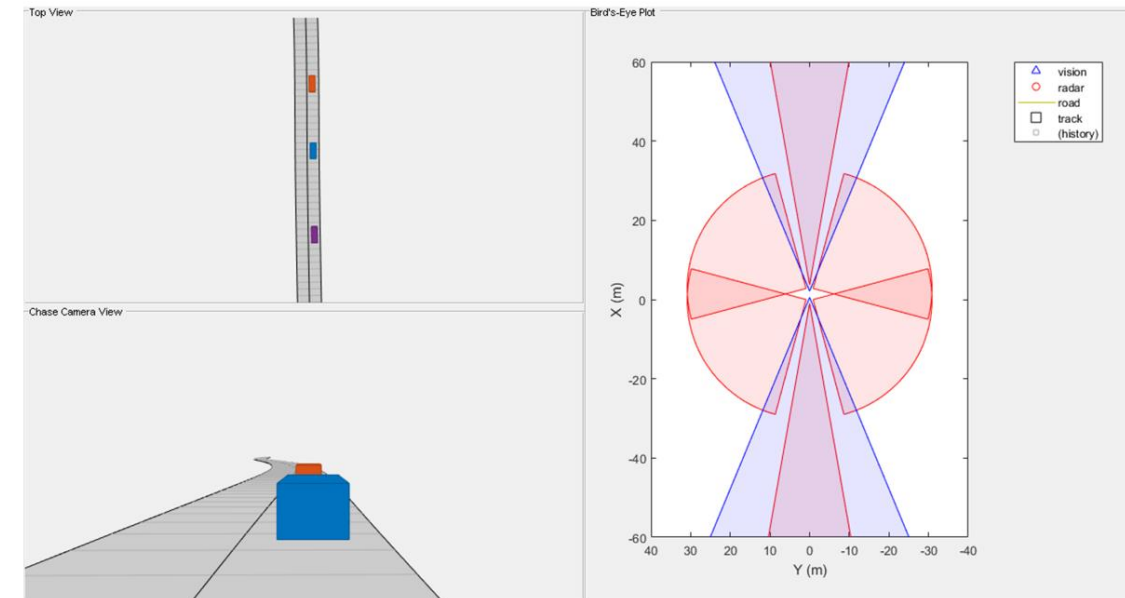 Top View
Chase Camera View
Bird's-Eye Plot
60
40
20
0
-20
-40
-60
X (m)
40 30 20 10 0 -10 -20 -30 -40
Y (m)
vision
radar
road
track
(history)